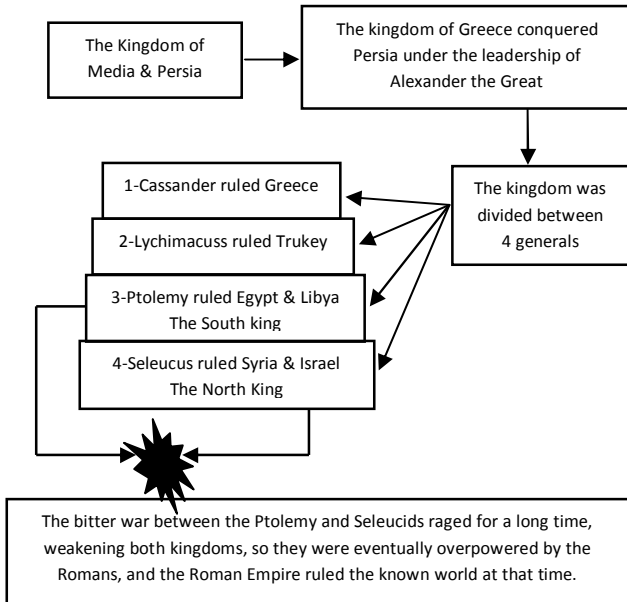 The Kingdom of
Media & Persia
The kingdom of Greece conquered
Persia under the leadership of
Alexander the Great
The kingdom was
divided between
4 generals
1-Cassander ruled Greece
2-Lychimacuss ruled Trukey
3-Ptolemy ruled Egypt & Libya
The South king
4-Seleucus ruled Syria & Israel
The North King
The bitter war between the Ptolemy and Seleucids raged for a long time,
weakening both kingdoms, so they were eventually overpowered by the
Romans, and the Roman Empire ruled the known world at that time.